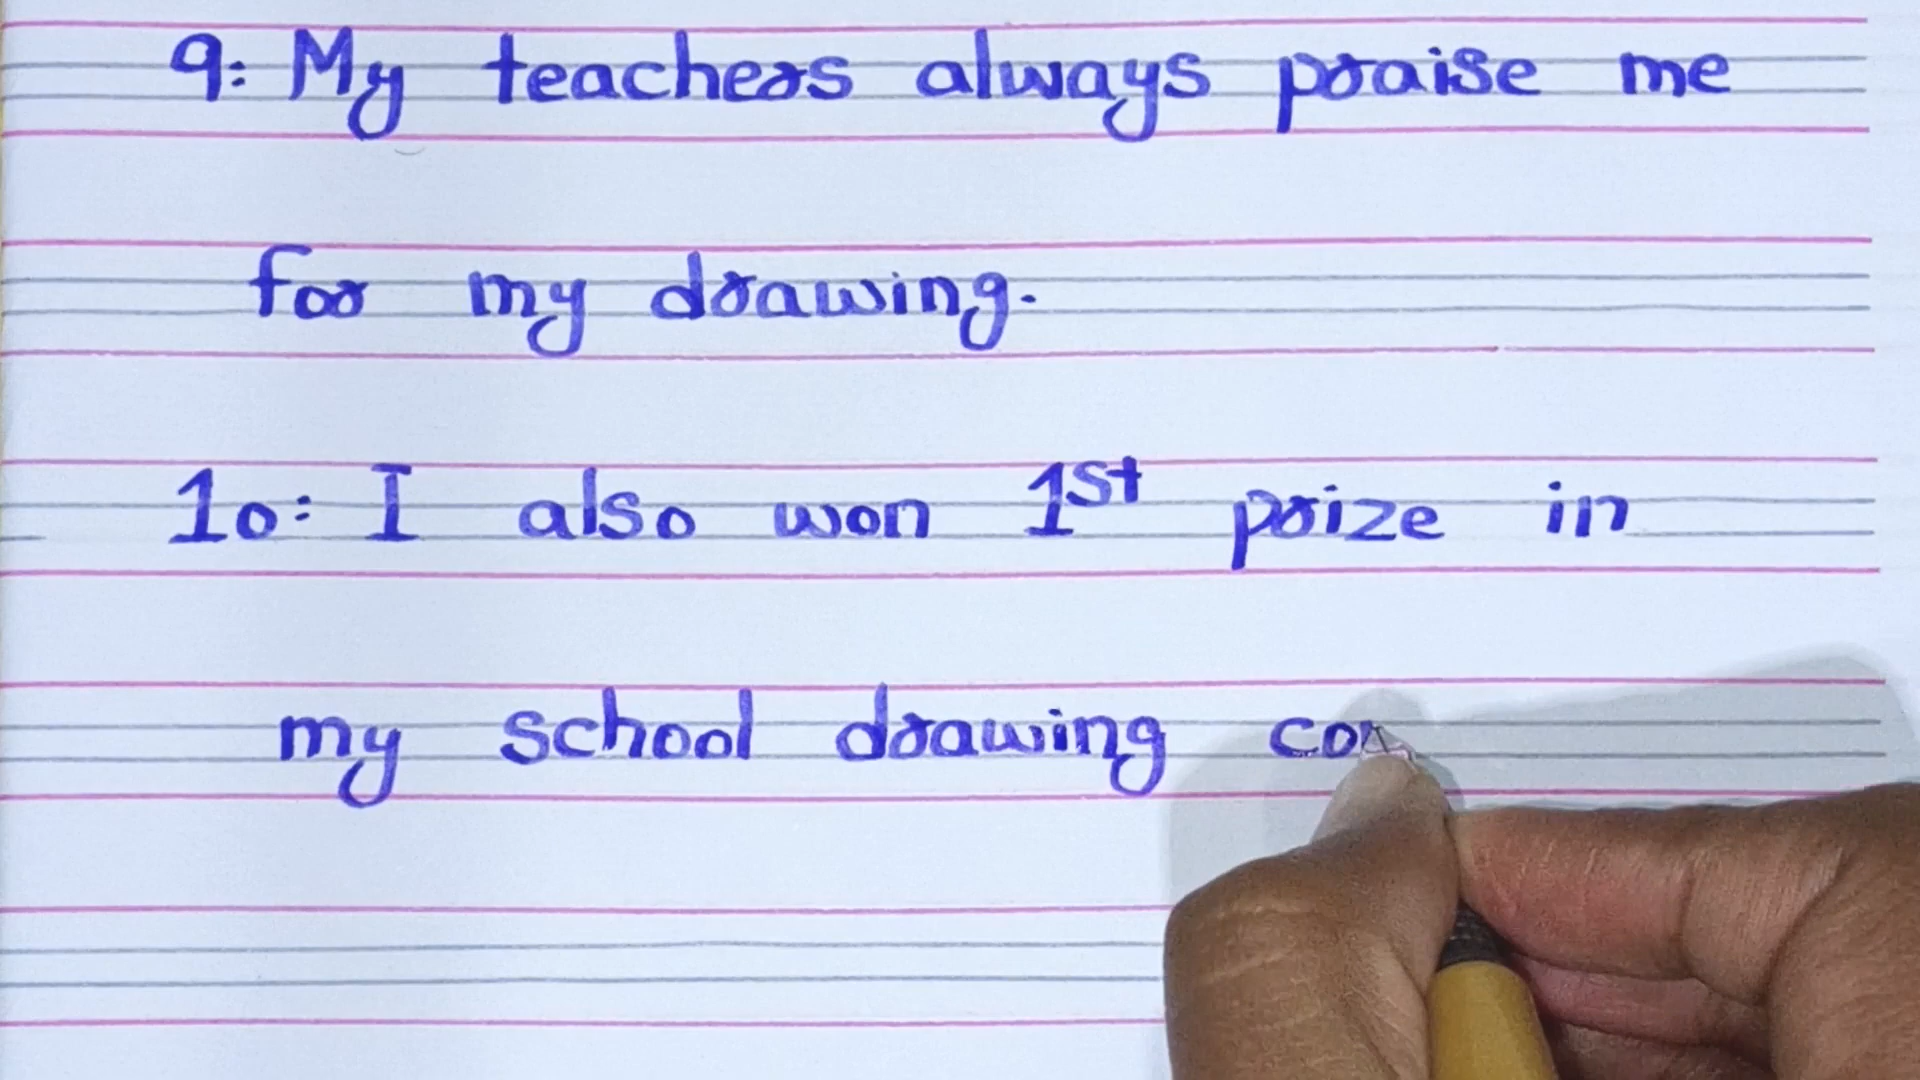 9: My teachers always praise me
for my drawing.
10: I also won 1st prize in
my school drawing